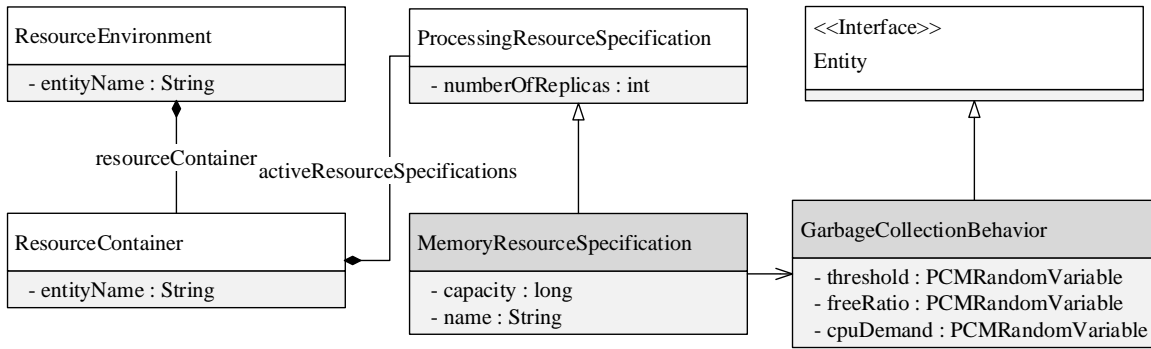 ResourceEnvironment
- entityName : String
ProcessingResourceSpecification
- numberOfReplicas : int
<<Interface>>
Entity
resourceContainer
activeResourceSpecifications
ResourceContainer
- entityName : String
MemoryResourceSpecification
- capacity : long
- name : String
GarbageCollectionBehavior
- threshold : PCMRandomVariable
- freeRatio : PCMRandomVariable
- cpuDemand : PCMRandomVariable